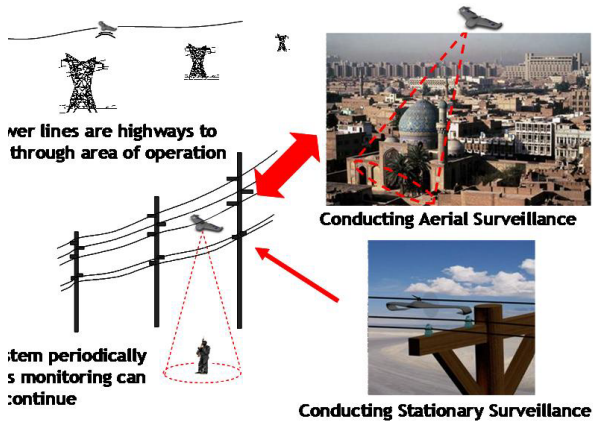 wer lines are highways to
through area of operation
Conducting Aerial Surveillance
stem periodically
s monitoring can
continue
Conducting Stationary Surveillance